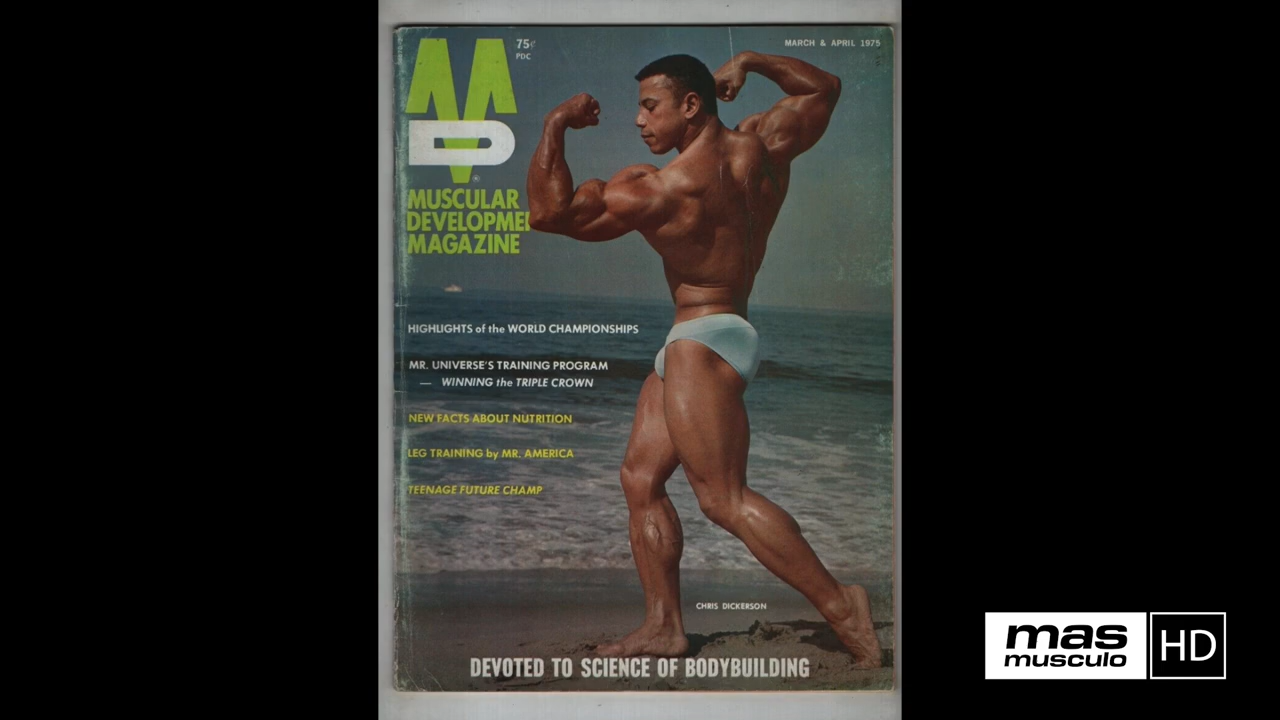 75¢
PDC
MARCH & APRIL 1975
MD
MUSCULAR
DEVELOPMEN
MAGAZINE
HIGHLIGHTS of the WORLD CHAMPIONSHIPS
MR. UNIVERSE'S TRAINING PROGRAM
— WINNING the TRIPLE CROWN
NEW FACTS ABOUT NUTRITION
LEG TRAINING by MR. AMERICA
TEENAGE FUTURE CHAMP
CHRIS DICKERSON
DEVOTED TO SCIENCE OF BODYBUILDING
mas
musculo
HD